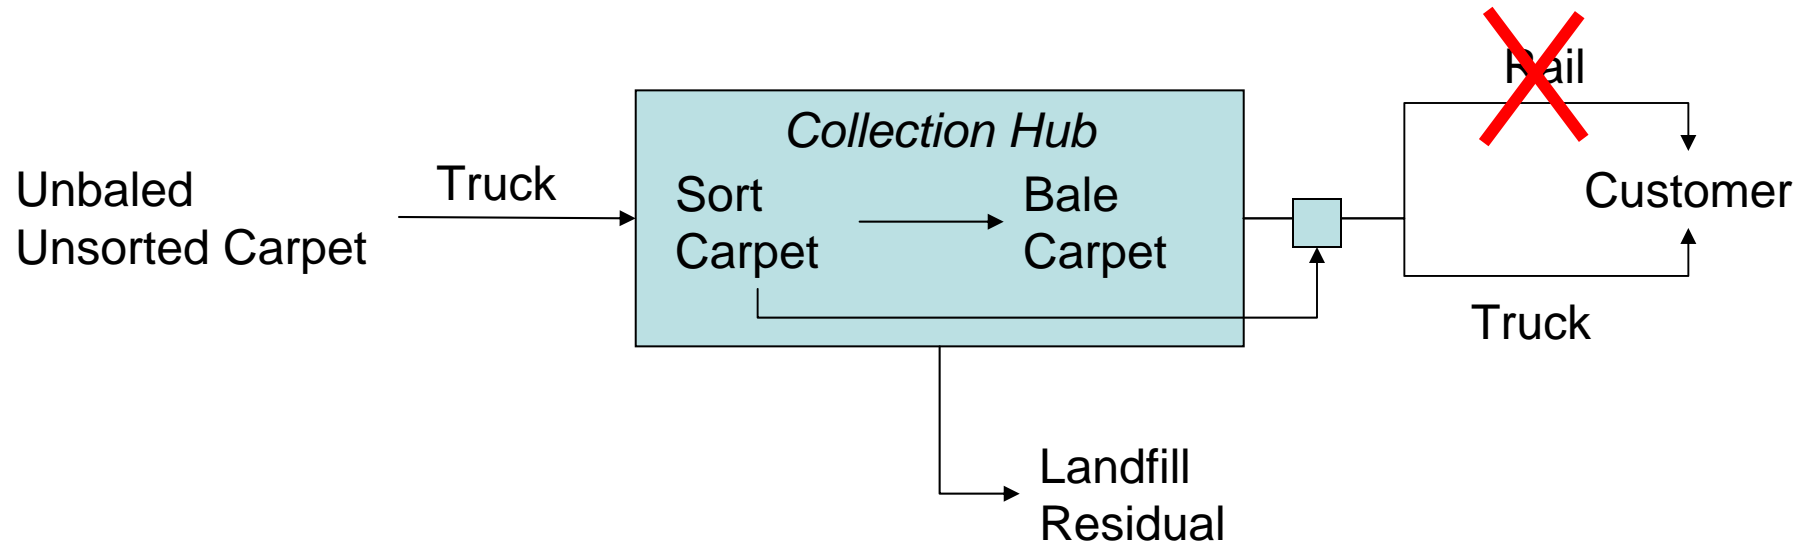 Unbaled
Unsorted Carpet
Truck
Collection Hub
Sort
Carpet
Bale
Carpet
Rail
Customer
Truck
Landfill
Residual